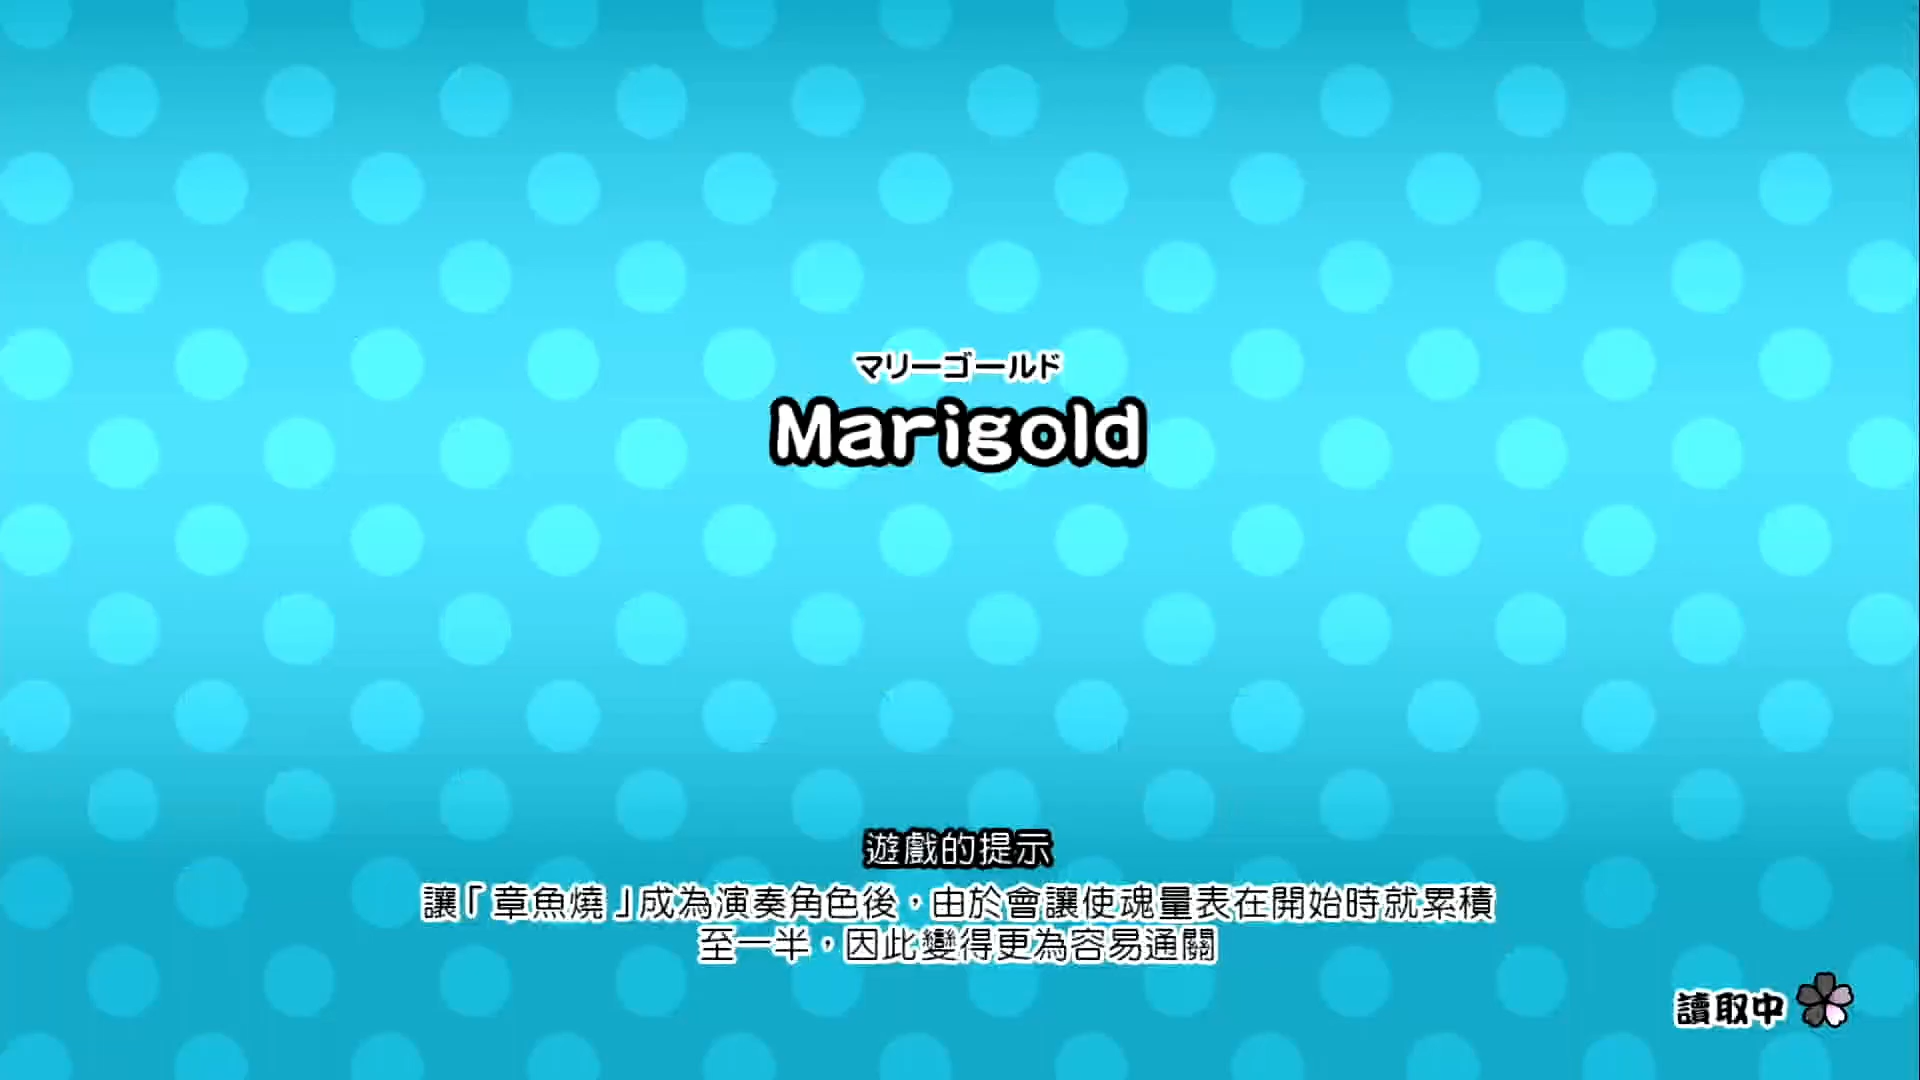 マリーゴールド
Marigold
遊戲的提示
讓「章魚燒」成為演奏角色後，由於會讓使魂量表在開始時就累積
至一半，因此變得更為容易通關
讀取中